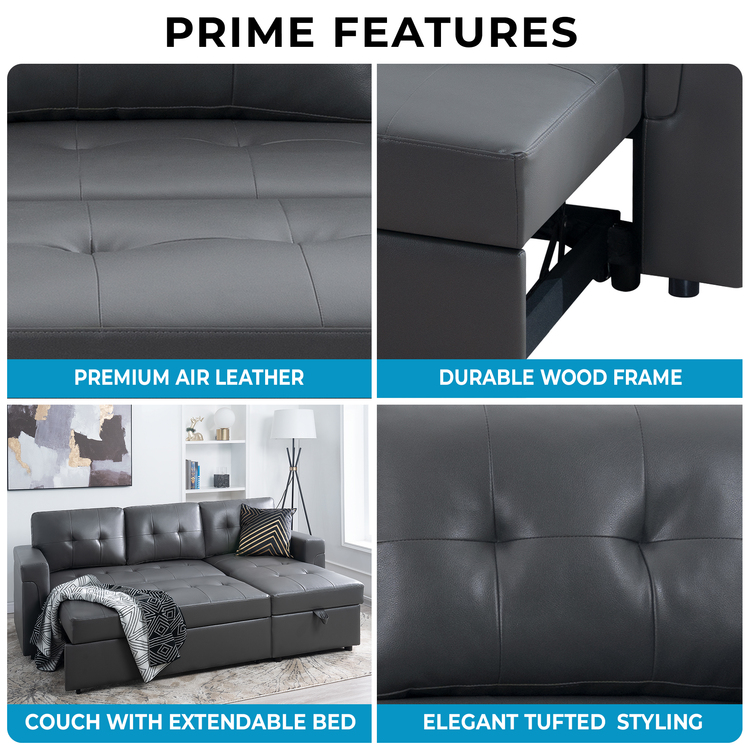 PRIME FEATURES
PREMIUM AIR LEATHER
DURABLE WOOD FRAME
COUCH WITH EXTENDABLE BED
ELEGANT TUFTED STYLING